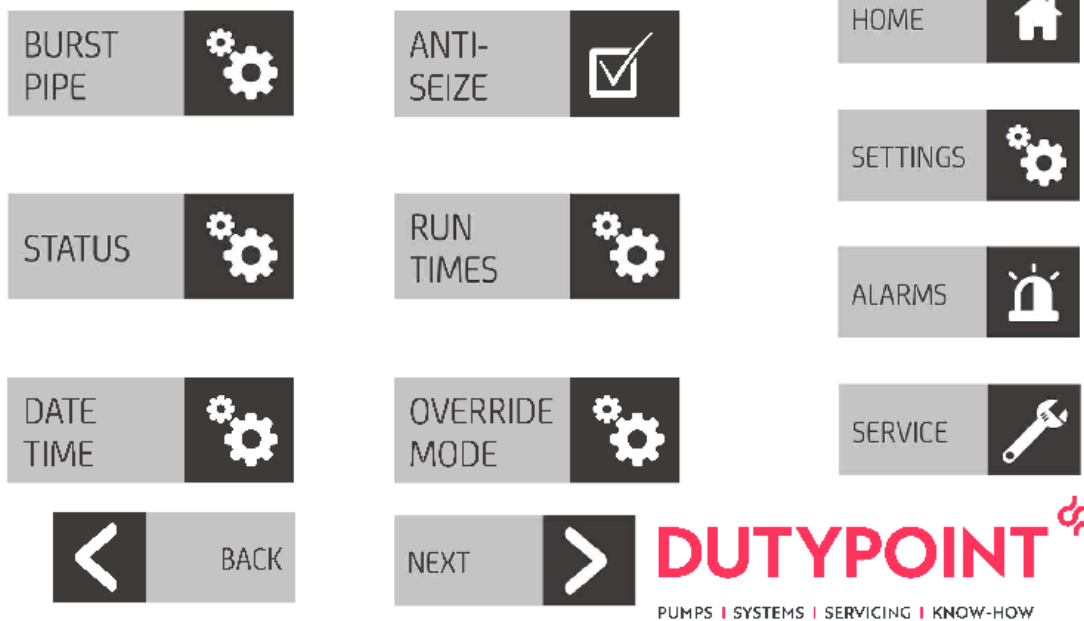 BURST
PIPE
ANTI-
SEIZE
HOME
STATUS
RUN
TIMES
SETTINGS
ALARMS
DATE
TIME
OVERRIDE
MODE
SERVICE
BACK
NEXT
DUTYPOINT
PUMPS | SYSTEMS | SERVICING | KNOW-HOW